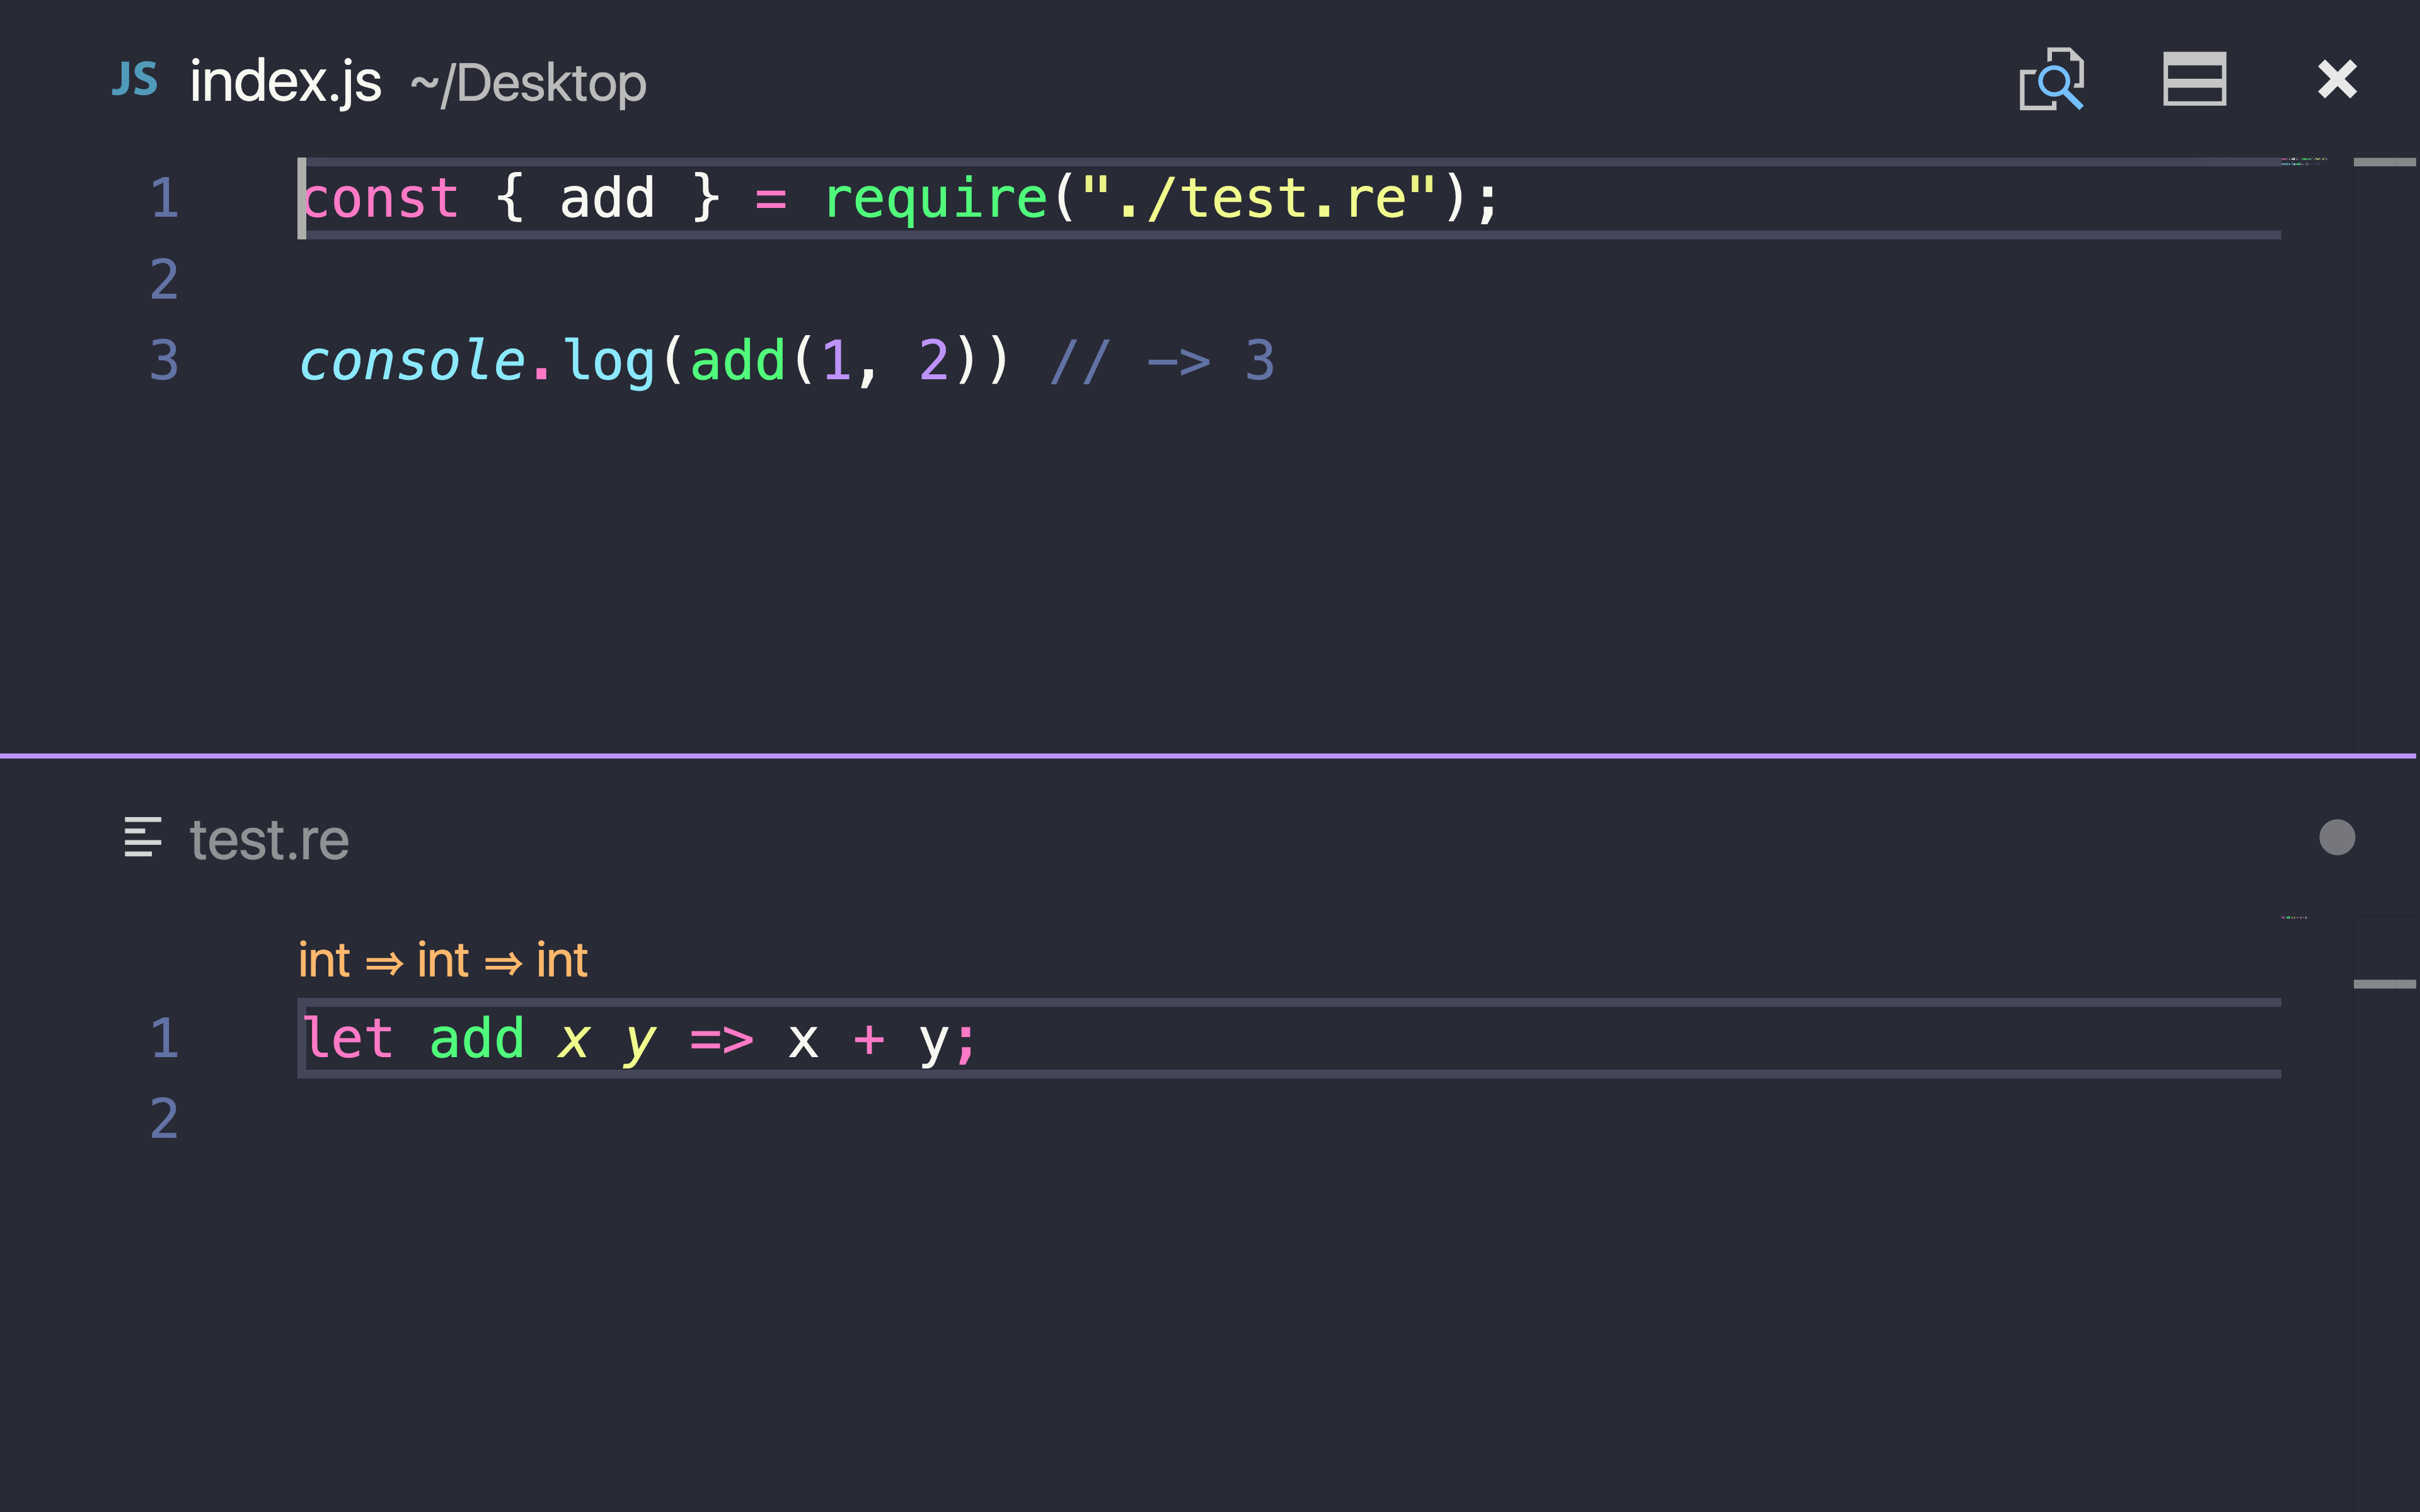 JS index.js ~/Desktop
1 const { add } = require("./test.re");
2
3 console.log(add(1, 2)) // -> 3
test.re
int ⇒ int ⇒ int
1 let add x y => x + y;
2